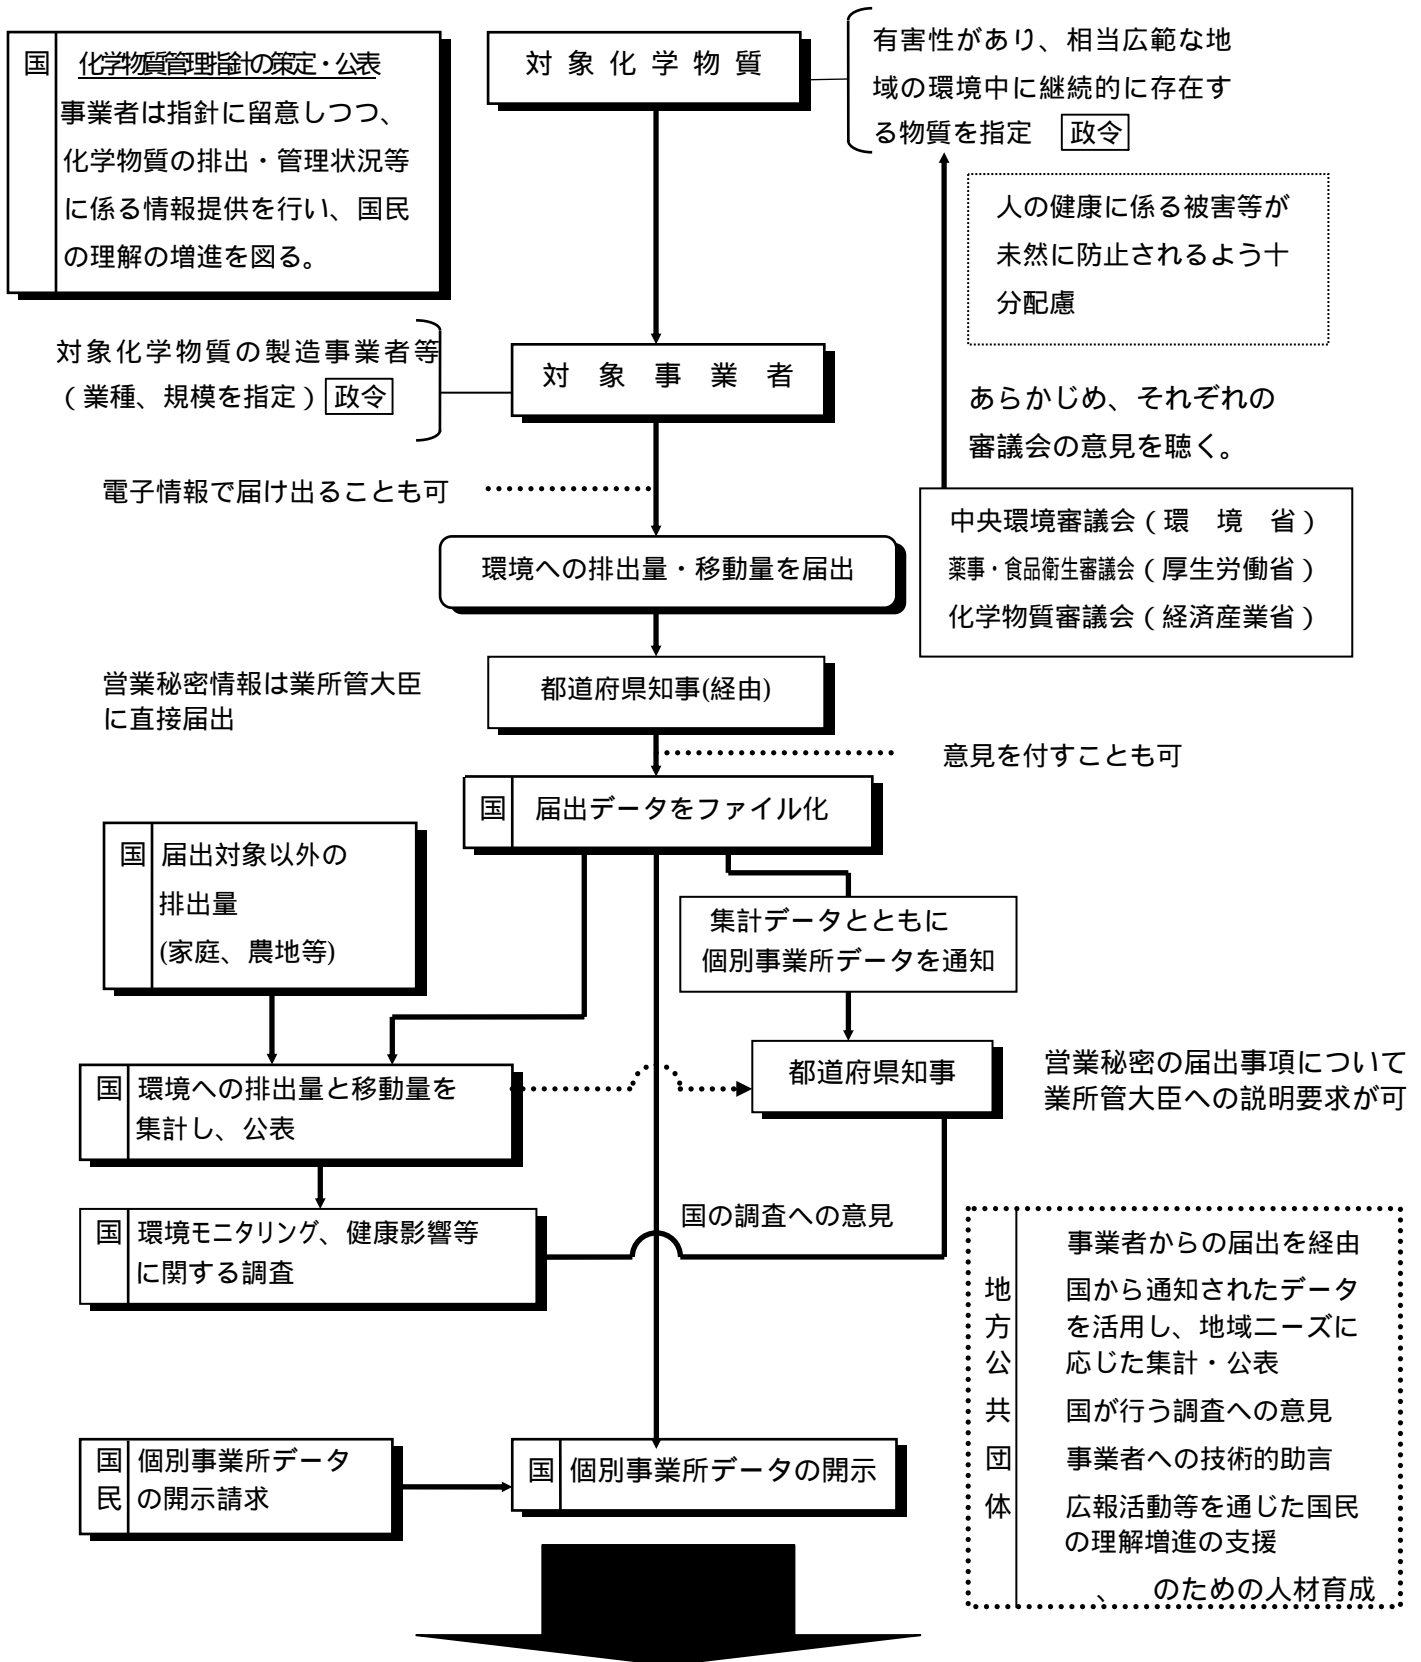 国
化学物質管理指針の策定・公表
事業者は指針に留意しつつ、
化学物質の排出・管理状況等
に係る情報提供を行い、国民
の理解の増進を図る。
対象化学物質
有害性があり、相当広範な地
域の環境中に継続的に存在す
る物質を指定 政令
人の健康に係る被害等が
未然に防止されるよう十
分配慮
対象化学物質の製造事業者等
（業種、規模を指定）政令
対象事業者
あらかじめ、それぞれの
審議会の意見を聴く。
電子情報で届け出ることも可
中央環境審議会（環 境 省）
薬事・食品衛生審議会（厚生労働省）
化学物質審議会（経済産業省）
環境への排出量・移動量を届出
営業秘密情報は業所管大臣
に直接届出
都道府県知事(経由)
意見を付すことも可
国 届出データをファイル化
国 届出対象以外の
排出量
(家庭、農地等)
集計データとともに
個別事業所データを通知
国 環境への排出量と移動量を
集計し、公表
都道府県知事
営業秘密の届出事項について
業所管大臣への説明要求が可
国の調査への意見
国 環境モニタリング、健康影響等
に関する調査
地方公共団体
事業者からの届出を経由
国から通知されたデータ
を活用し、地域ニーズに
応じた集計・公表
国が行う調査への意見
事業者への技術的助言
広報活動等を通じた国民
の理解増進の支援
、 のための人材育成
国民 個別事業所データ
の開示請求
国 個別事業所データの開示